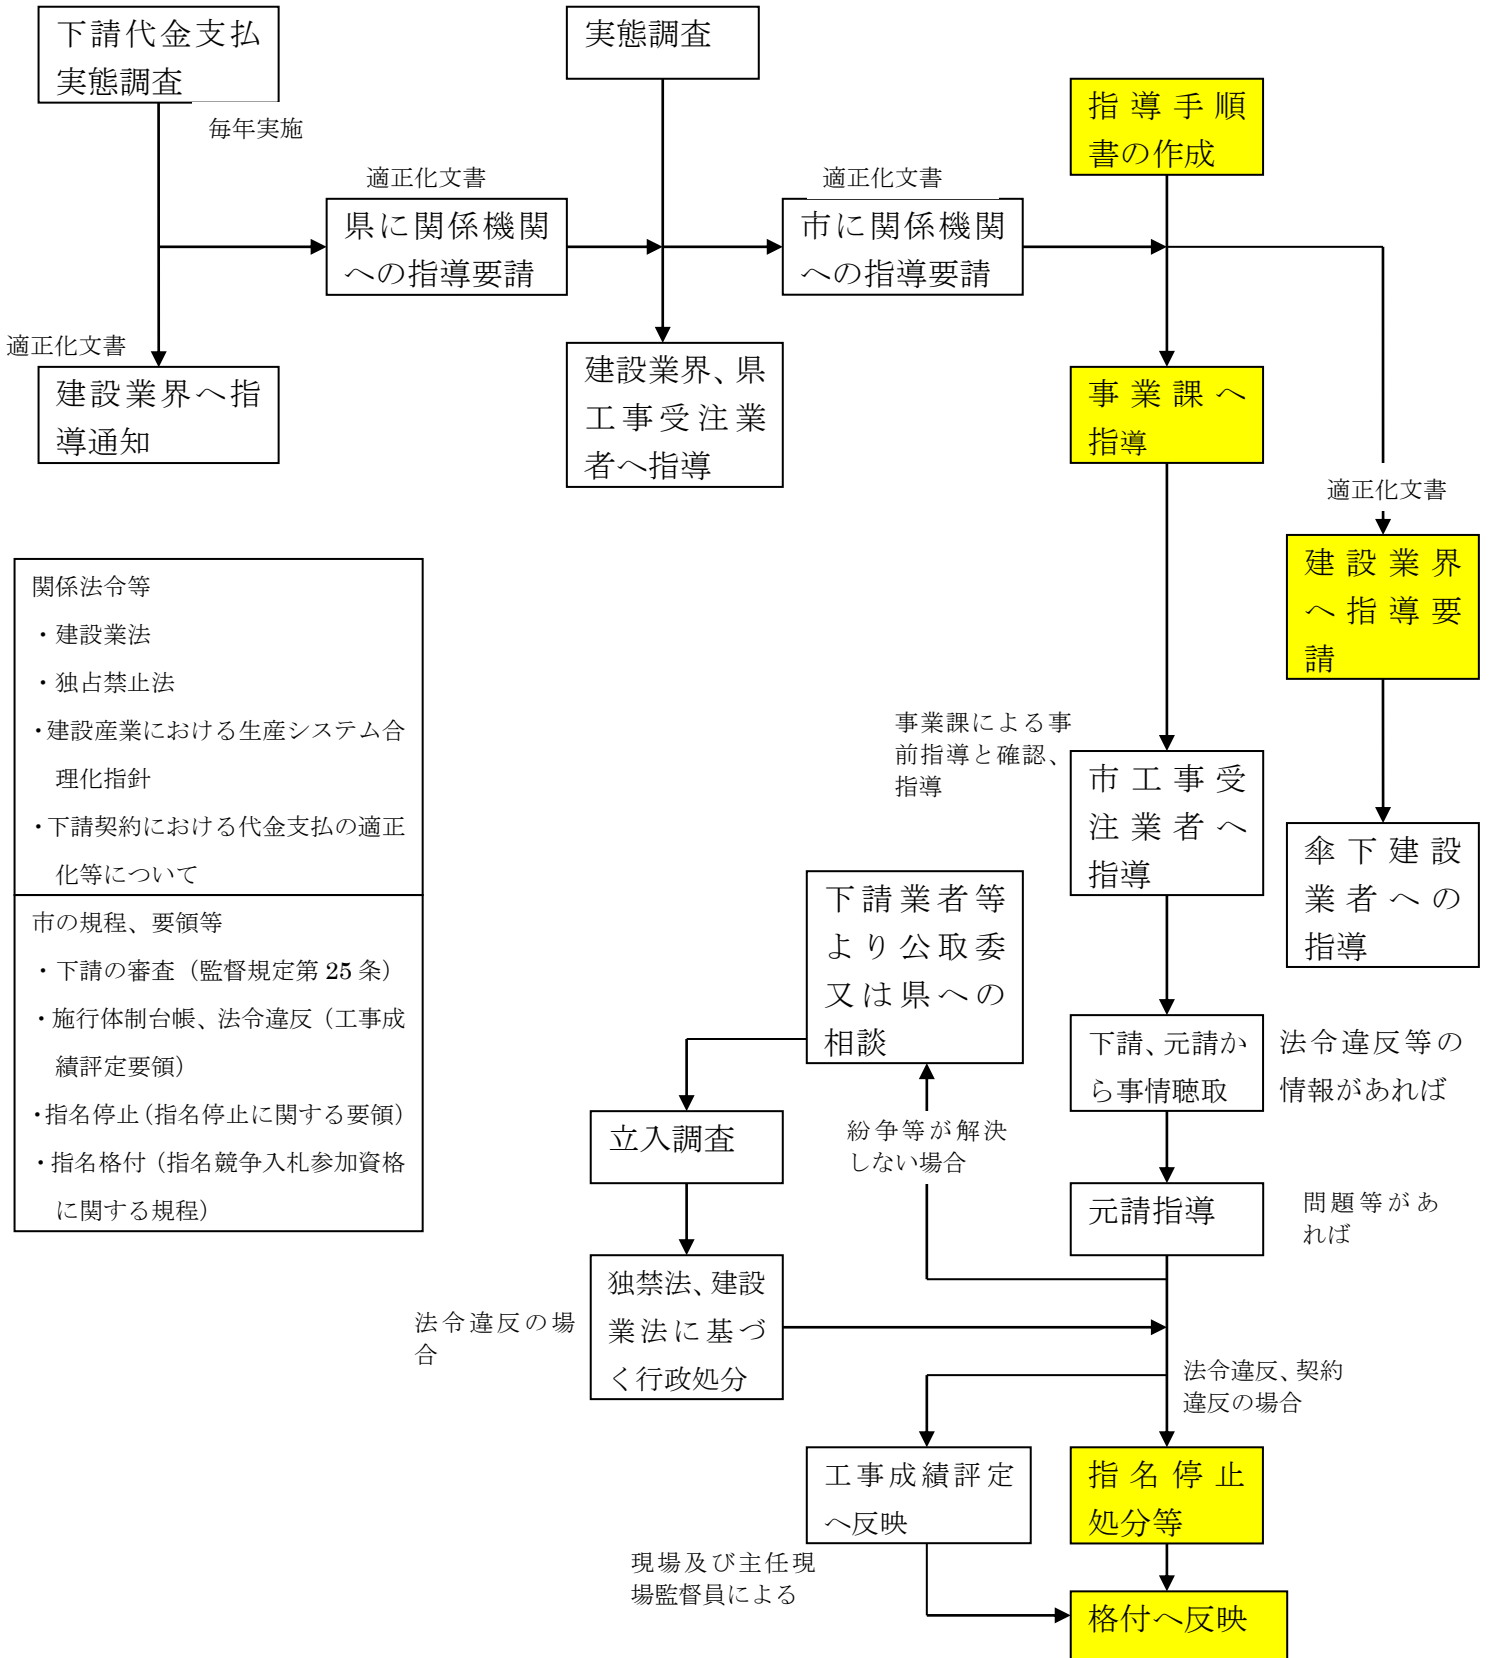 下請代金支払
実態調査
毎年実施
実態調査
指導手順
書の作成
適正化文書
県に関係機関
への指導要請
適正化文書
市に関係機関
への指導要請
適正化文書
建設業界へ指
導通知
建設業界、県
工事受注業
者へ指導
事業課へ
指導
適正化文書
建設業界
へ指導要
請
関係法令等
・建設業法
・独占禁止法
・建設産業における生産システム合
理化指針
・下請契約における代金支払の適正
化等について
市の規程、要領等
・下請の審査（監督規定第 25 条）
・施行体制台帳、法令違反（工事成
績評定要領）
・指名停止（指名停止に関する要領）
・指名格付（指名競争入札参加資格
に関する規程）
事業課による事
前指導と確認、
指導
市工事受
注業者へ
指導
傘下建設
業者への
指導
下請業者等
より公取委
又は県への
相談
下請、元請か
ら事情聴取
法令違反等の
情報があれば
立入調査
紛争等が解決
しない場合
元請指導
問題等があ
れば
独禁法、建設
業法に基づ
く行政処分
法令違反の場
合
法令違反、契約
違反の場合
工事成績評定
へ反映
指名停止
処分等
現場及び主任現
場監督員による
格付へ反映